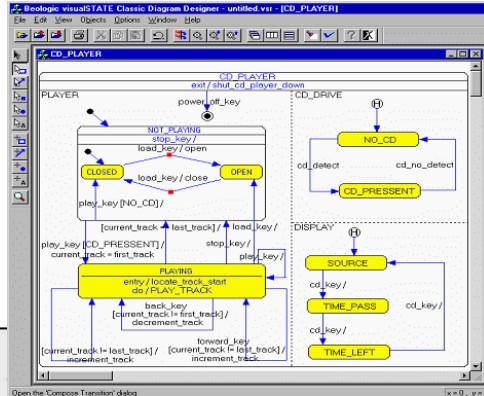 Beologic visualSTATE Classic Diagram Designer - untitled.vsr - [CD_PLAYER]
File Edit View Objects Options Window Help
CD_PLAYER
CD_PLAYER
exit / shut_cd_player_down
PLAYER
power_off_key
CD_DRIVE
H
NOT_PLAYING
stop_key /
load_key / open
CLOSED
OPEN
load_key / close
play_key [NO_CD] /
NO_CD
cd_detect
cd_no_detect
CD_PRESSENT
[current_track = last_track] /
load_key /
play_key [CD_PRESSENT] /
current_track = first_track
stop_key /
play_key /
DISPLAY
H
PLAYING
entry / locate_track_start
do / PLAY_TRACK
SOURCE
cd_key /
TIME_PASS
cd_key /
cd_key /
TIME_LEFT
back_key
[current_track != first_track] /
decrement_track
forward_key
[current_track != last_track] /
increment_track
[current_track != last_track] /
increment_track
Open the 'Compose Transition' dialog
x = 0, y =